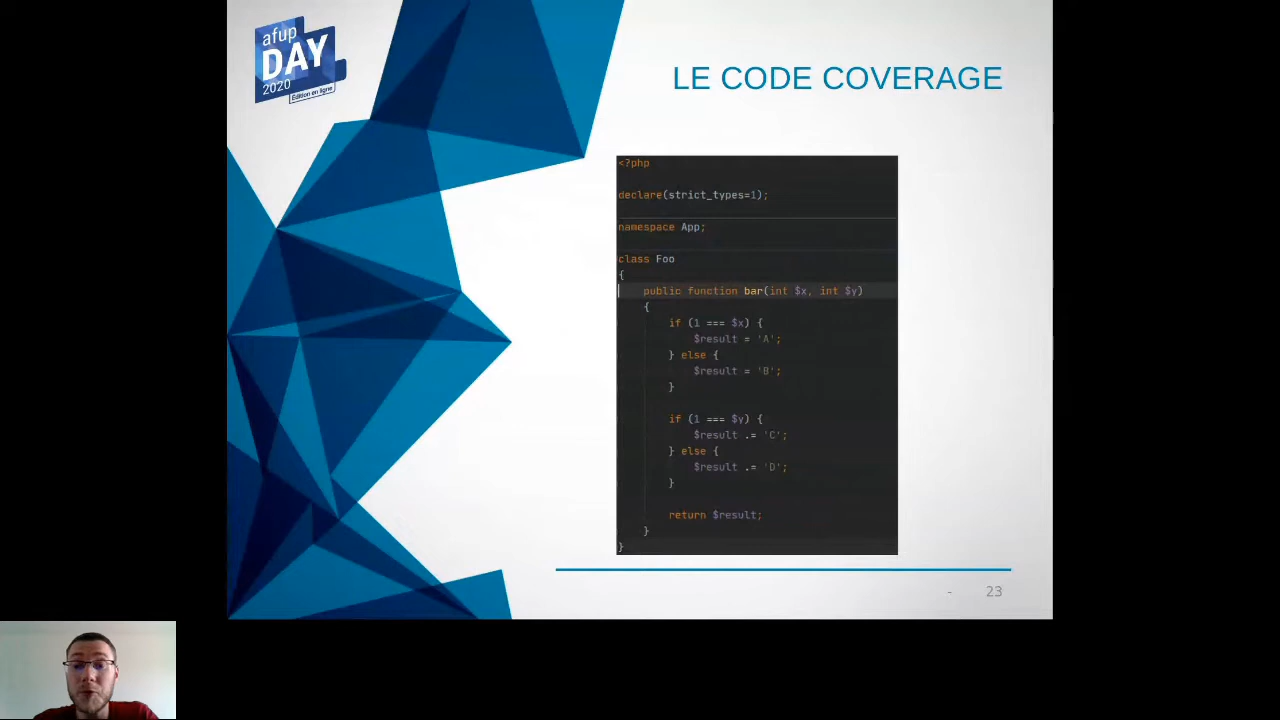 afup
DAY
2020
Édition en ligne
LE CODE COVERAGE
<?php
declare(strict_types=1);
namespace App;
class Foo
{
    public function bar(int $x, int $y)
    {
        if (1 === $x) {
            $result = 'A';
        } else {
            $result = 'B';
        }
        if (1 === $y) {
            $result .= 'C';
        } else {
            $result .= 'D';
        }
        return $result;
    }
}
- 23